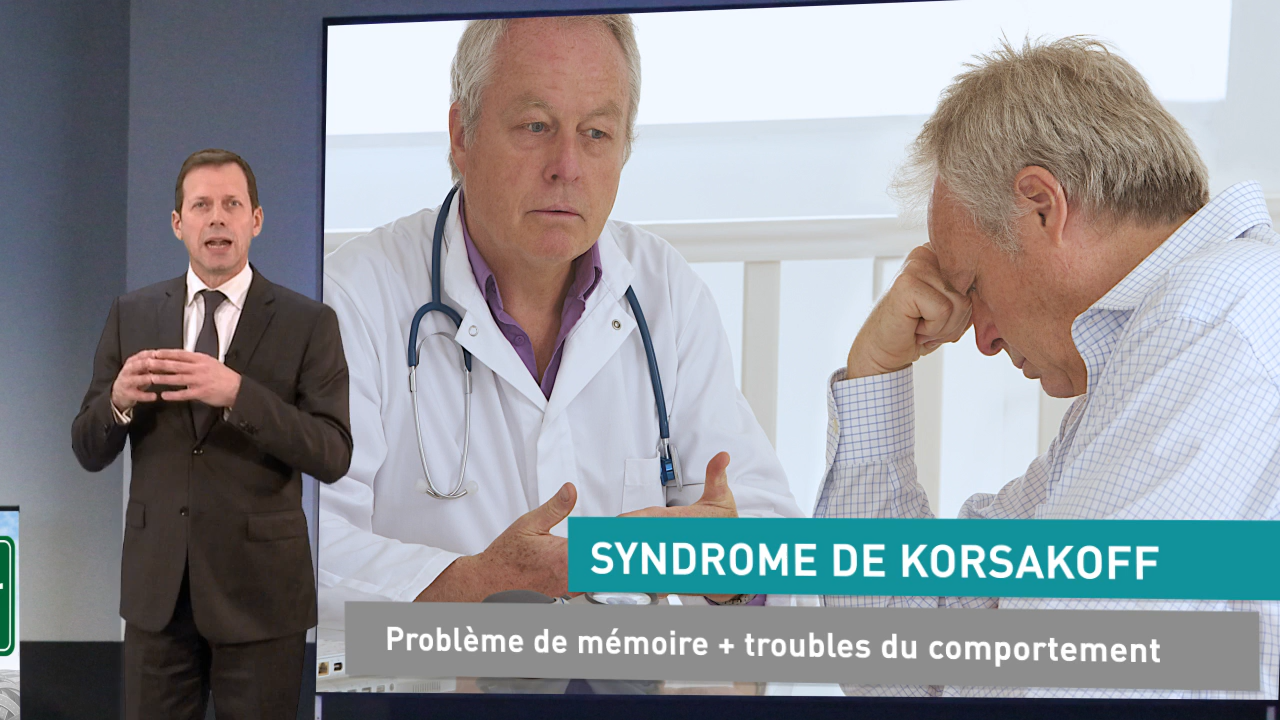 SYNDROME DE KORSAKOFF
Problème de mémoire + troubles du comportement